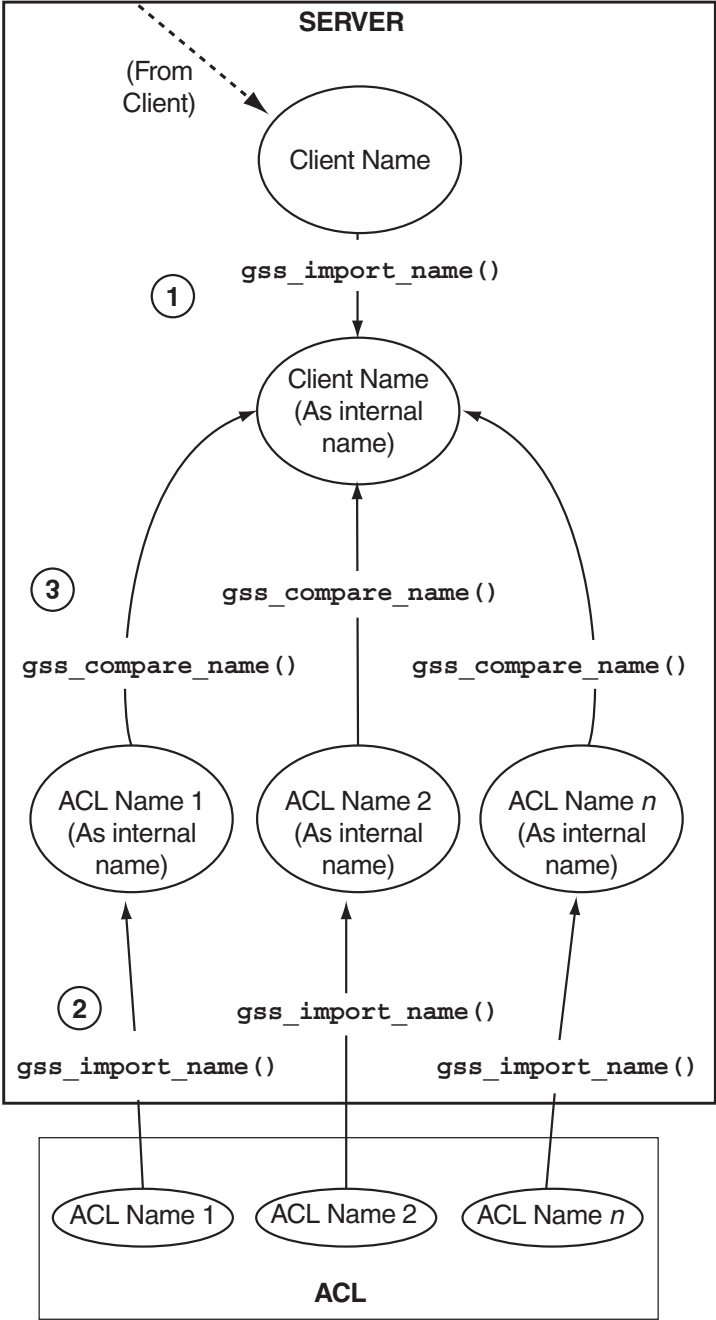 SERVER
(From
Client)
Client Name
gss_import_name()
1
Client Name
(As internal
name)
3
gss_compare_name()
gss_compare_name()
gss_compare_name()
ACL Name 1
(As internal
name)
ACL Name 2
(As internal
name)
ACL Name n
(As internal
name)
2
gss_import_name()
gss_import_name()
gss_import_name()
ACL Name 1
ACL Name 2
ACL Name n
ACL